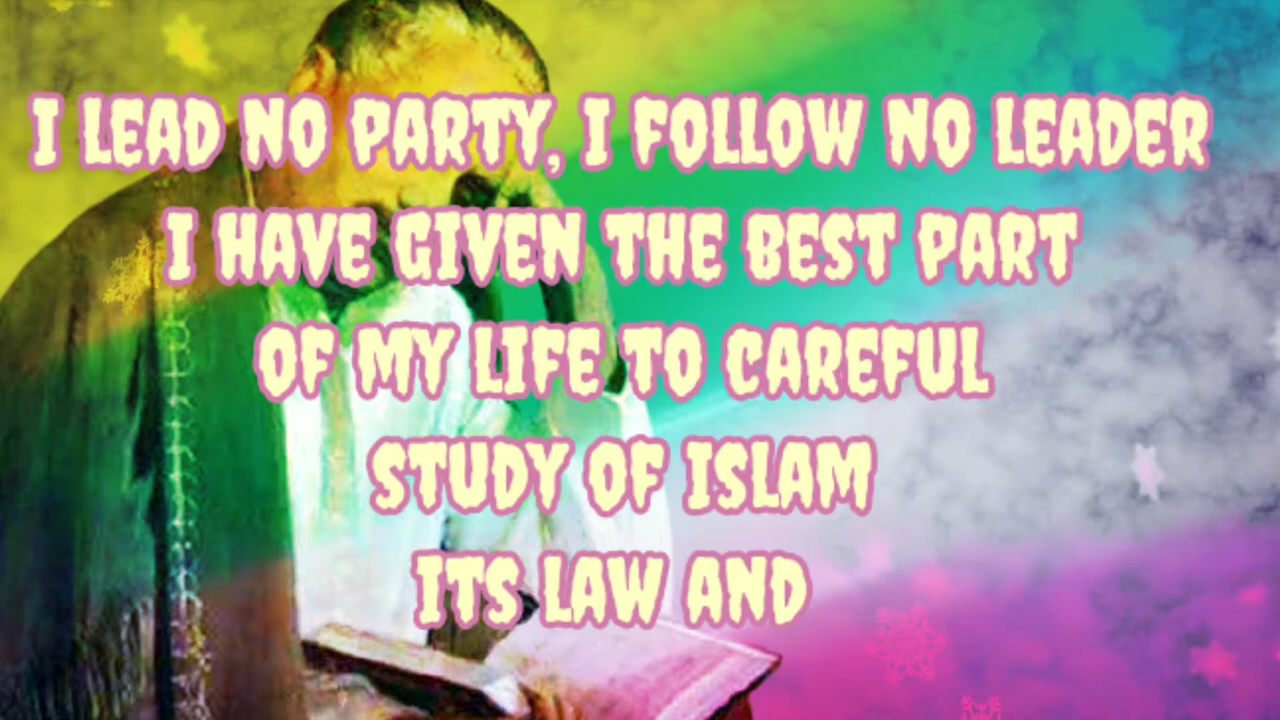 I LEAD NO PARTY, I FOLLOW NO LEADER
I HAVE GIVEN THE BEST PART
OF MY LIFE TO CAREFUL
STUDY OF ISLAM
ITS LAW AND